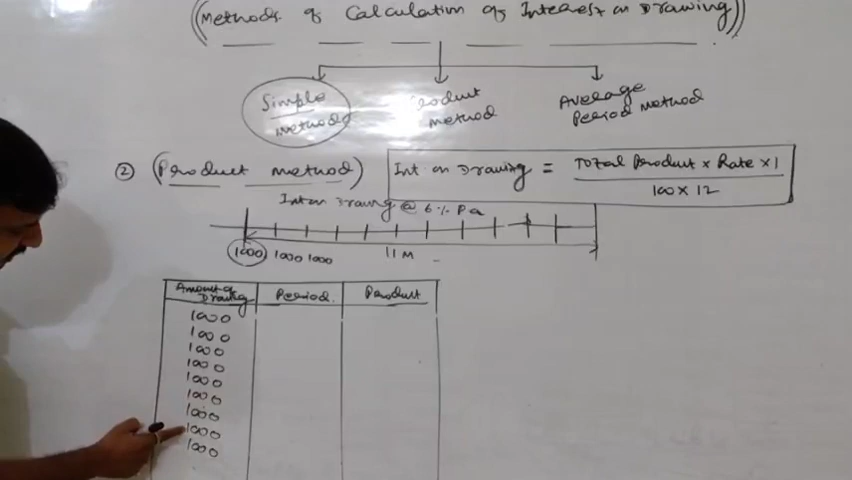 (Methods of Calculation of Interest on Drawing)
Simple Method
Product Method
Average Period Method
② (Product method)
Int on Drawing = Total Product × Rate × 1
100 × 12
Int on Drawing @ 6% Pa
1000 1000 1000 11 M
Amount of Drawing Period. Product
1000
1000
1000
1000
1000
1000
1000
1000
1000